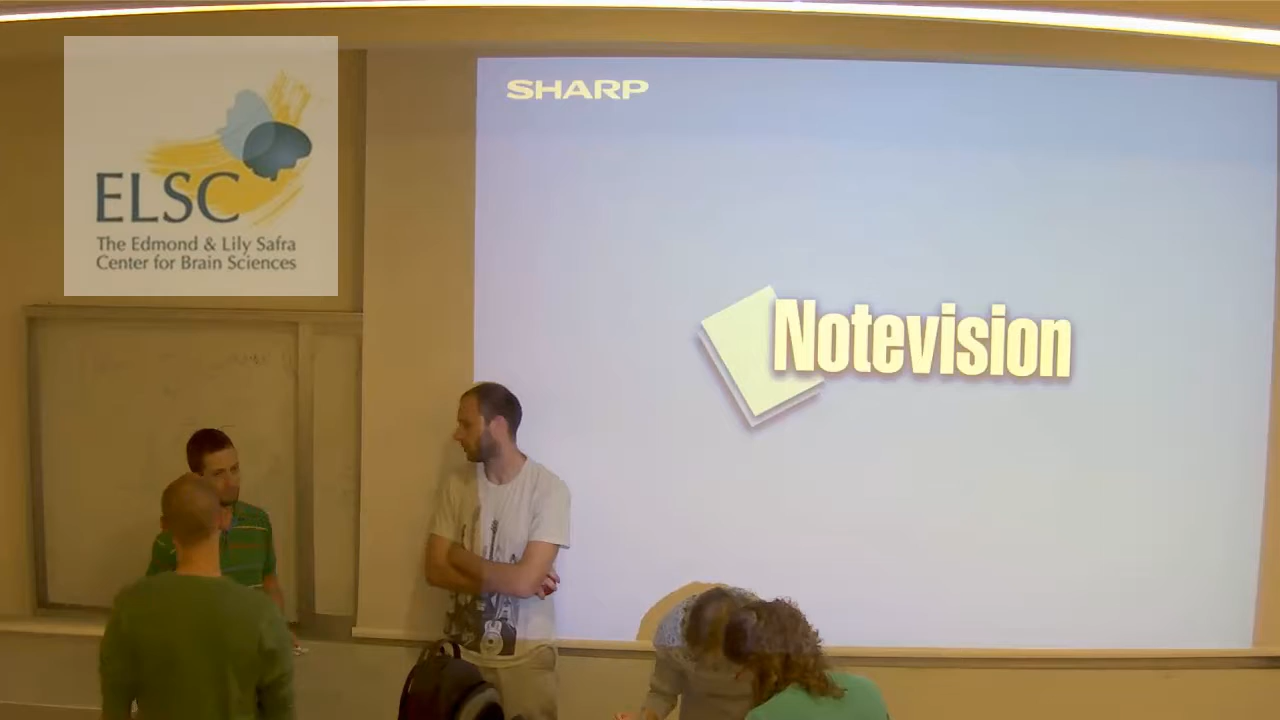 SHARP
ELSC
The Edmond & Lily Safra
Center for Brain Sciences
Notevision